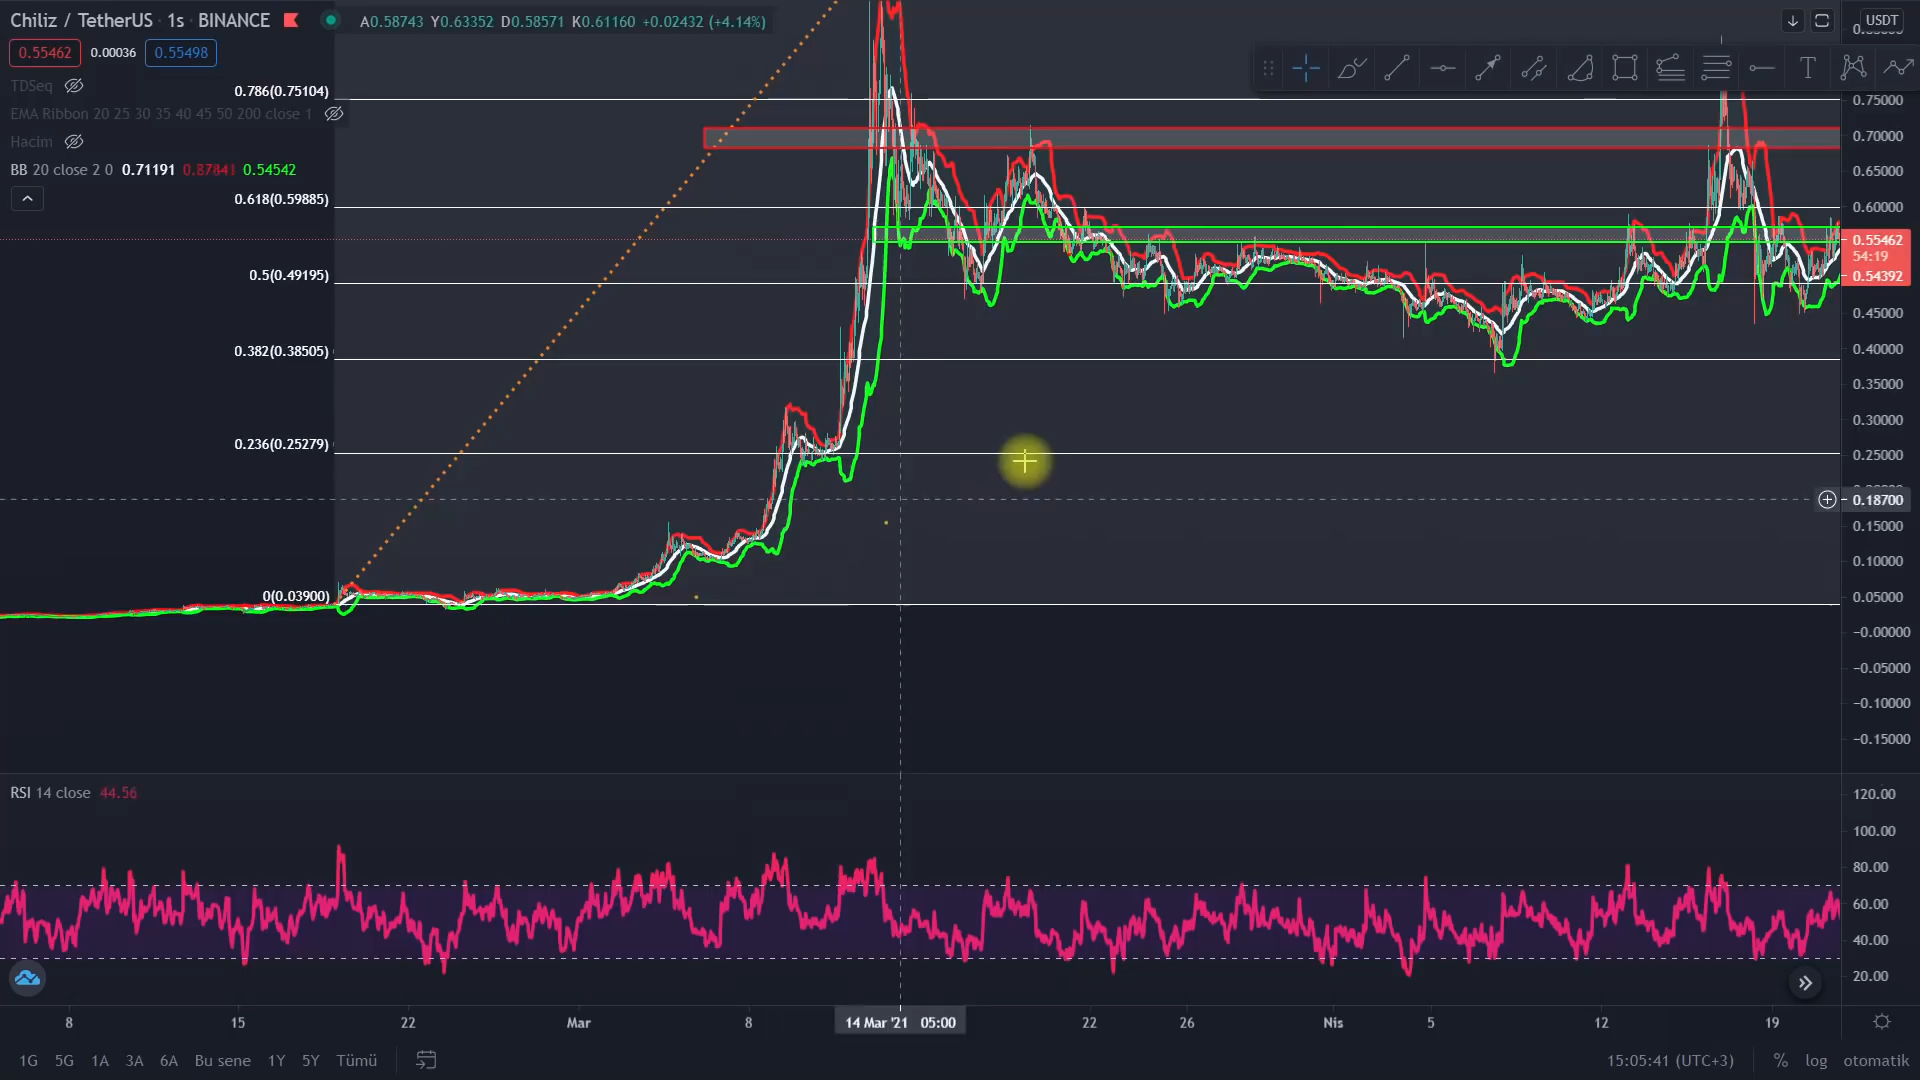 Chiliz / TetherUS · 1s · BINANCE
A0.58743 Y0.63352 D0.58571 K0.61160 +0.02432 (+4.14%)
USDT
0.55462 0.00036 0.55498
TDSeq
EMA Ribbon 20 25 30 35 40 45 50 200 close 1
Hacim
BB 20 close 2 0 0.71191 0.87841 0.54542
0.786(0.75104)
0.618(0.59885)
0.5(0.49195)
0.382(0.38505)
0.236(0.25279)
0(0.03900)
T
0.75000
0.70000
0.65000
0.60000
0.55462
54:19
0.54392
0.45000
0.40000
0.35000
0.30000
0.25000
0.18700
0.15000
0.10000
0.05000
−0.00000
−0.05000
−0.10000
−0.15000
RSI 14 close 44.56
120.00
100.00
80.00
60.00
40.00
20.00
8 15 22 Mar 8 14 Mar '21 05:00 22 26 Nis 5 12 19
1G 5G 1A 3A 6A Bu sene 1Y 5Y Tümü 15:05:41 (UTC+3) % log otomatik